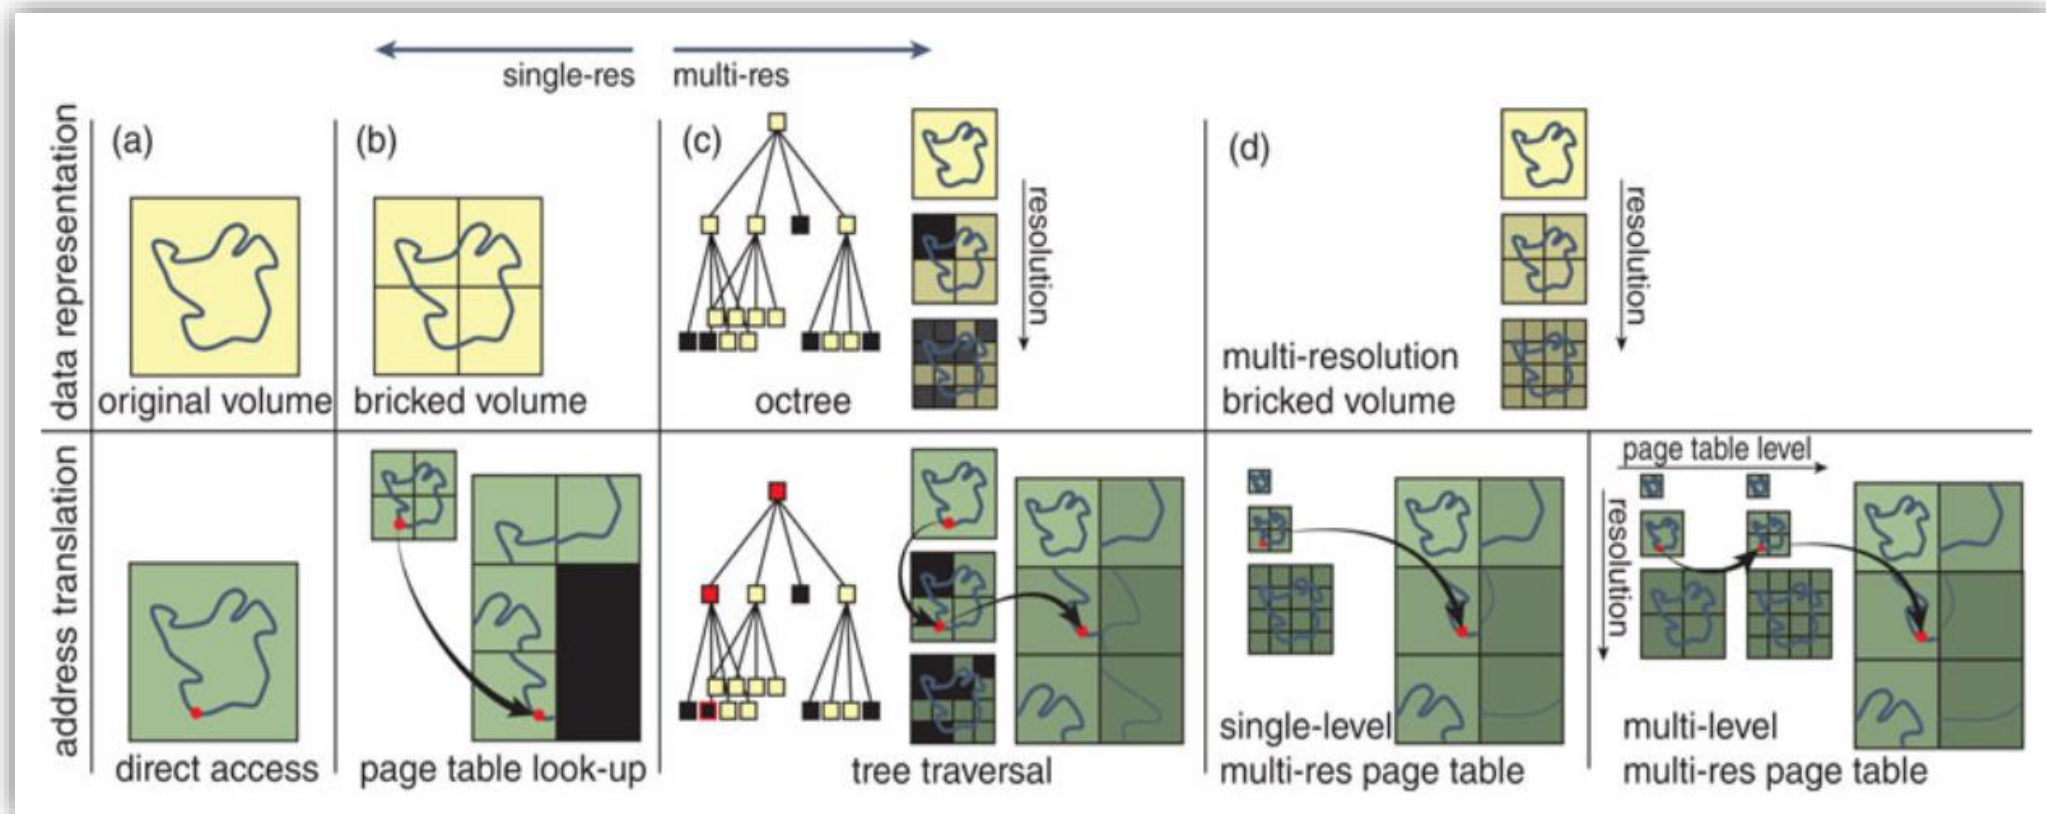 single-res
multi-res
data representation
(a)
original volume
(b)
bricked volume
(c)
octree
resolution
(d)
multi-resolution
bricked volume
resolution
address translation
direct access
page table look-up
tree traversal
single-level
multi-res page table
page table level
resolution
multi-level
multi-res page table